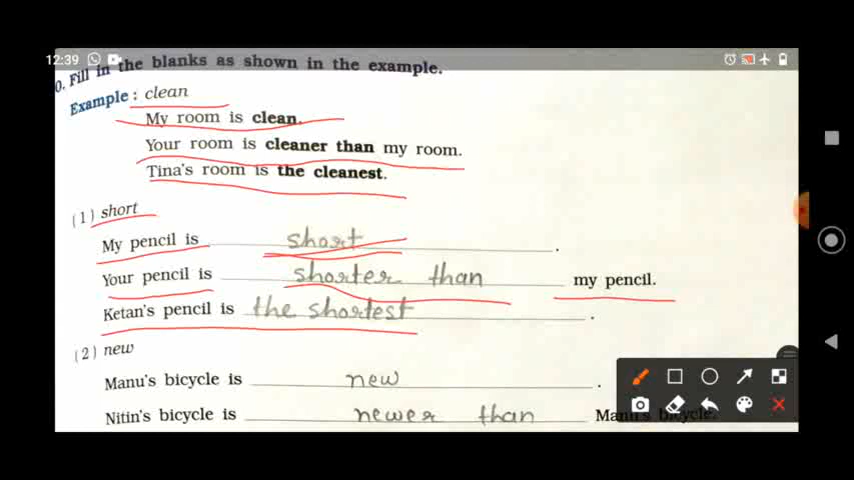 12:39
0. Fill in the blanks as shown in the example.
Example : clean
My room is clean.
Your room is cleaner than my room.
Tina's room is the cleanest.
(1) short
My pencil is short .
Your pencil is shorter than my pencil.
Ketan's pencil is the shortest .
(2) new
Manu's bicycle is new .
Nitin's bicycle is newer than Manu's bicycle.